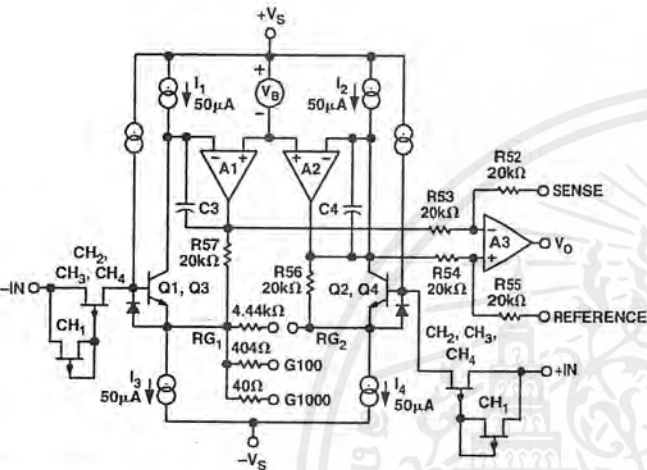 +VS
I1
50μA
+
VB
−
I2
50μA
− +
A1
+ −
A2
C3
C4
R53
20kΩ
R52
20kΩ
SENSE
−
A3
+
VO
R57
20kΩ
R56
20kΩ
R54
20kΩ
R55
20kΩ
REFERENCE
−IN
CH2,
CH3, CH4
CH1
Q1, Q3
Q2, Q4
4.44kΩ
RG1
RG2
404Ω
G100
40Ω
G1000
I3
50μA
I4
50μA
CH2, CH3,
CH4
+IN
CH1
−VS